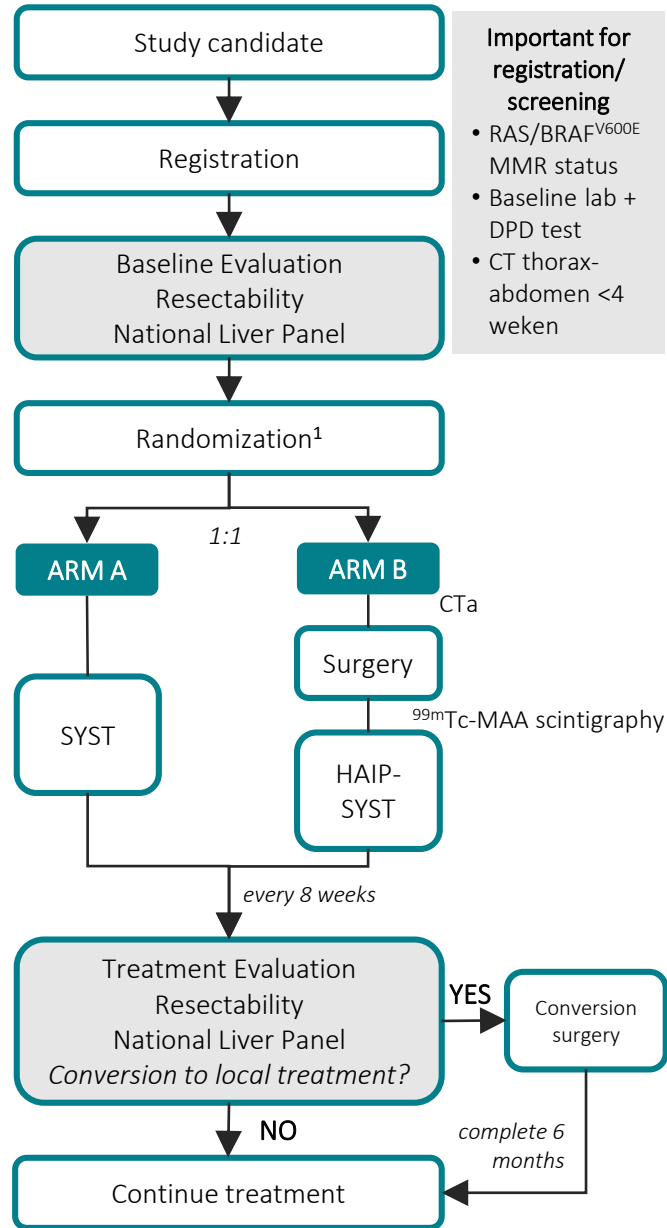 Study candidate
Registration
Baseline Evaluation
Resectability
National Liver Panel
Important for
registration/
screening
• RAS/BRAFV600E
MMR status
• Baseline lab +
DPD test
• CT thorax-
abdomen <4
weken
Randomization1
1:1
ARM A
ARM B
CTa
Surgery
99mTc-MAA scintigraphy
SYST
HAIP-
SYST
every 8 weeks
Treatment Evaluation
Resectability
National Liver Panel
Conversion to local treatment?
YES
Conversion
surgery
NO
complete 6
months
Continue treatment